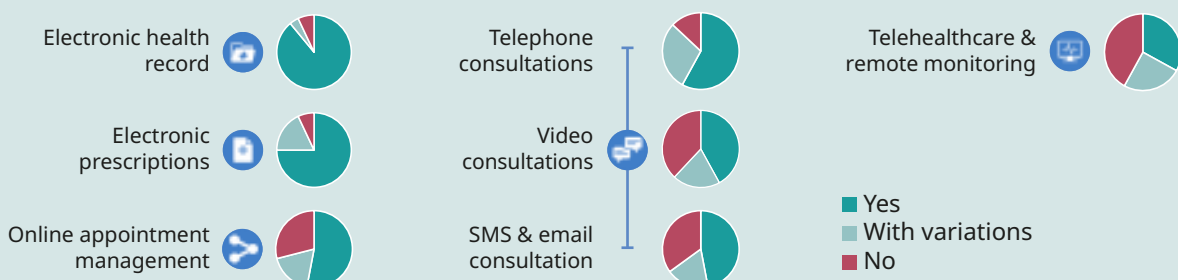 Electronic health
record
Telephone
consultations
Telehealthcare &
remote monitoring
Electronic
prescriptions
Video
consultations
Online appointment
management
SMS & email
consultation
Yes
With variations
No